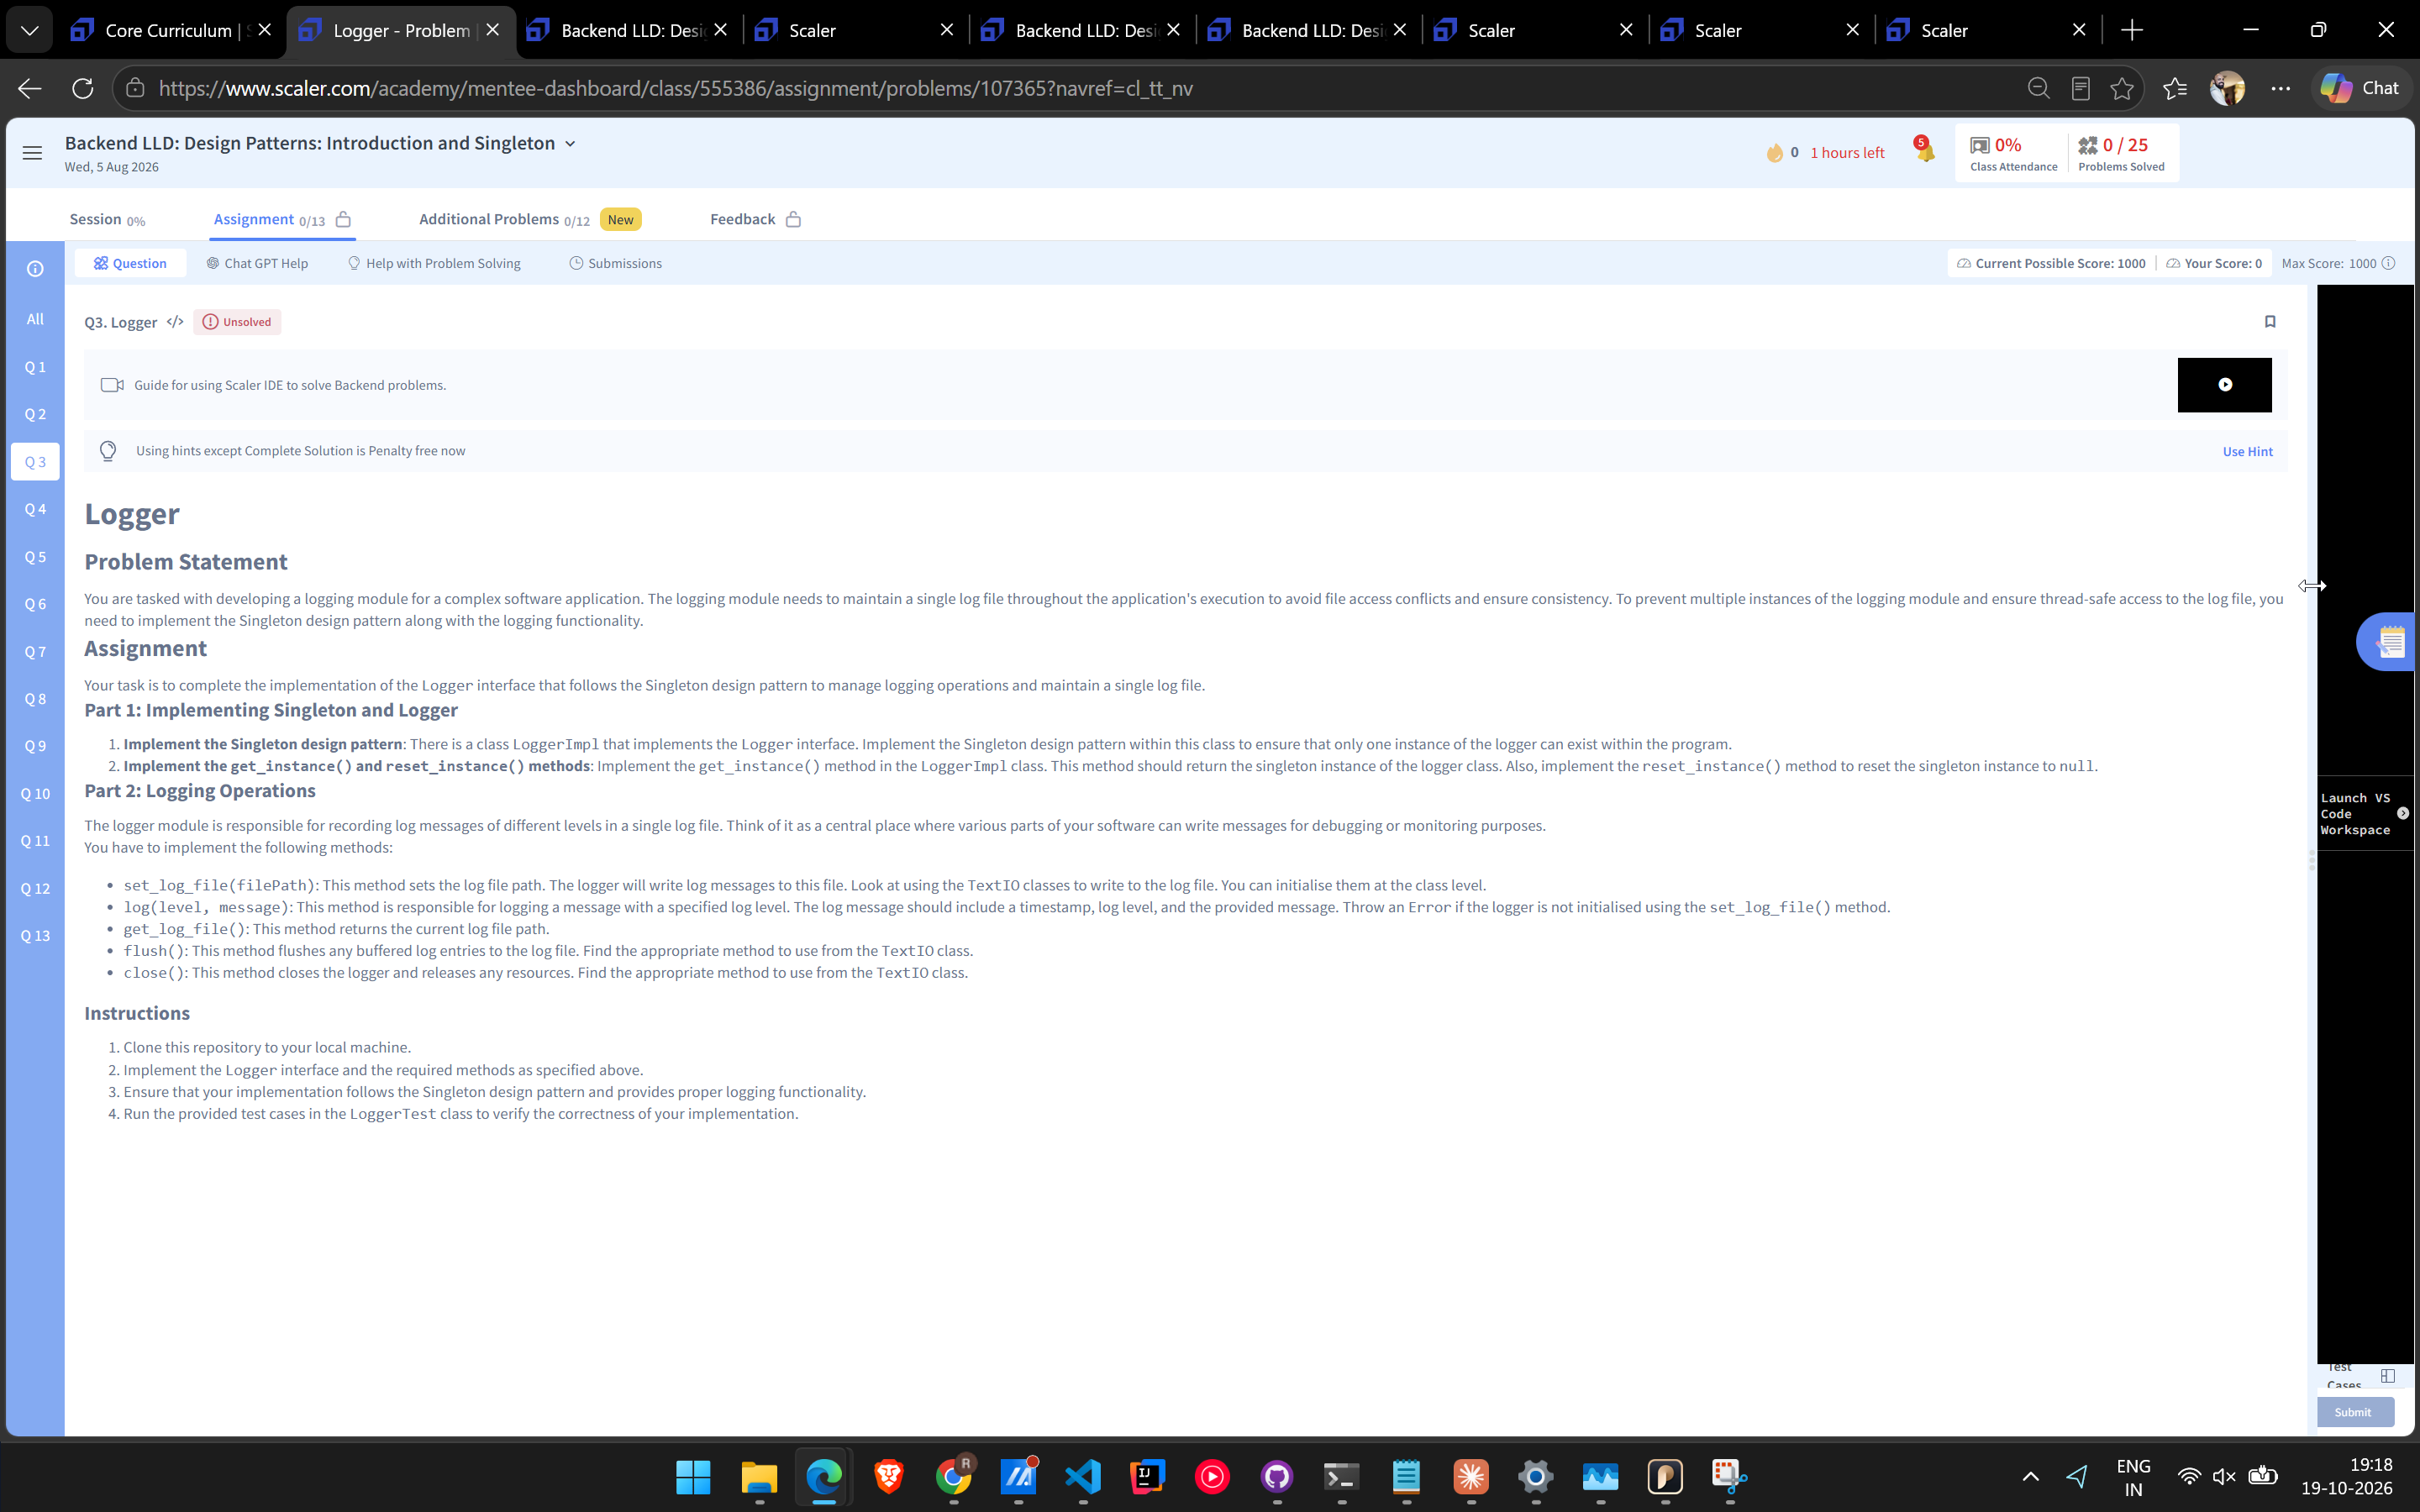 Core Curriculum | S
Logger - Problem
Backend LLD: Desi
Scaler
Backend LLD: Desi
Backend LLD: Desi
Scaler
Scaler
Scaler
https://www.scaler.com/academy/mentee-dashboard/class/555386/assignment/problems/107365?navref=cl_tt_nv
Chat
Backend LLD: Design Patterns: Introduction and Singleton
Wed, 5 Aug 2026
0 1 hours left
5
0%
Class Attendance
0 / 25
Problems Solved
Session 0%
Assignment 0/13
Additional Problems 0/12 New
Feedback
Question
Chat GPT Help
Help with Problem Solving
Submissions
Current Possible Score: 1000
Your Score: 0
Max Score: 1000
All
Q 1
Q 2
Q 3
Q 4
Q 5
Q 6
Q 7
Q 8
Q 9
Q 10
Q 11
Q 12
Q 13
Q3. Logger </> Unsolved
Guide for using Scaler IDE to solve Backend problems.
Using hints except Complete Solution is Penalty free now
Use Hint
Logger
Problem Statement
You are tasked with developing a logging module for a complex software application. The logging module needs to maintain a single log file throughout the application's execution to avoid file access conflicts and ensure consistency. To prevent multiple instances of the logging module and ensure thread-safe access to the log file, you
need to implement the Singleton design pattern along with the logging functionality.
Assignment
Your task is to complete the implementation of the Logger interface that follows the Singleton design pattern to manage logging operations and maintain a single log file.
Part 1: Implementing Singleton and Logger
1. Implement the Singleton design pattern: There is a class LoggerImpl that implements the Logger interface. Implement the Singleton design pattern within this class to ensure that only one instance of the logger can exist within the program.
2. Implement the get_instance() and reset_instance() methods: Implement the get_instance() method in the LoggerImpl class. This method should return the singleton instance of the logger class. Also, implement the reset_instance() method to reset the singleton instance to null.
Part 2: Logging Operations
The logger module is responsible for recording log messages of different levels in a single log file. Think of it as a central place where various parts of your software can write messages for debugging or monitoring purposes.
You have to implement the following methods:
• set_log_file(filePath): This method sets the log file path. The logger will write log messages to this file. Look at using the TextIO classes to write to the log file. You can initialise them at the class level.
• log(level, message): This method is responsible for logging a message with a specified log level. The log message should include a timestamp, log level, and the provided message. Throw an Error if the logger is not initialised using the set_log_file() method.
• get_log_file(): This method returns the current log file path.
• flush(): This method flushes any buffered log entries to the log file. Find the appropriate method to use from the TextIO class.
• close(): This method closes the logger and releases any resources. Find the appropriate method to use from the TextIO class.
Instructions
1. Clone this repository to your local machine.
2. Implement the Logger interface and the required methods as specified above.
3. Ensure that your implementation follows the Singleton design pattern and provides proper logging functionality.
4. Run the provided test cases in the LoggerTest class to verify the correctness of your implementation.
Launch VS
Code
Workspace
Test
Cases
Submit
R
IJ
ENG
IN
19:18
19-10-2026